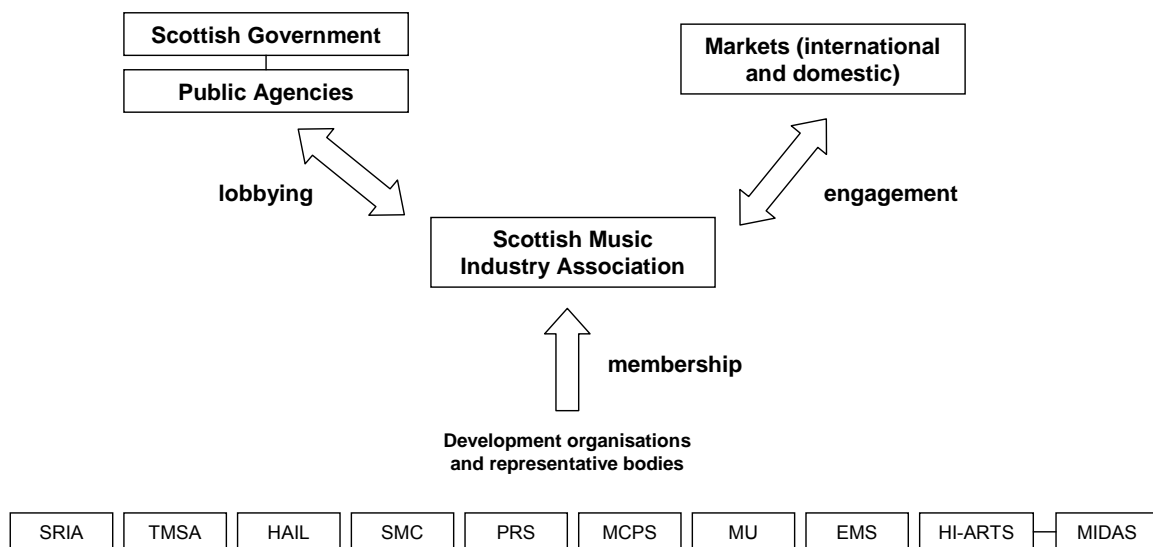 Scottish Government
Public Agencies
Markets (international
and domestic)
lobbying
engagement
Scottish Music
Industry Association
membership
Development organisations
and representative bodies
SRIA
TMSA
HAIL
SMC
PRS
MCPS
MU
EMS
HI-ARTS
MIDAS